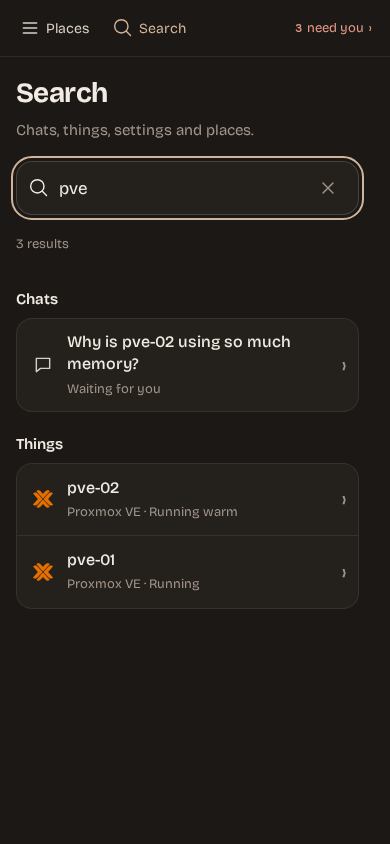 Places
Search
3 need you ›
Search
Chats, things, settings and places.
pve
3 results
Chats
Why is pve-02 using so much
memory?
Waiting for you
›
Things
pve-02
Proxmox VE · Running warm
›
pve-01
Proxmox VE · Running
›